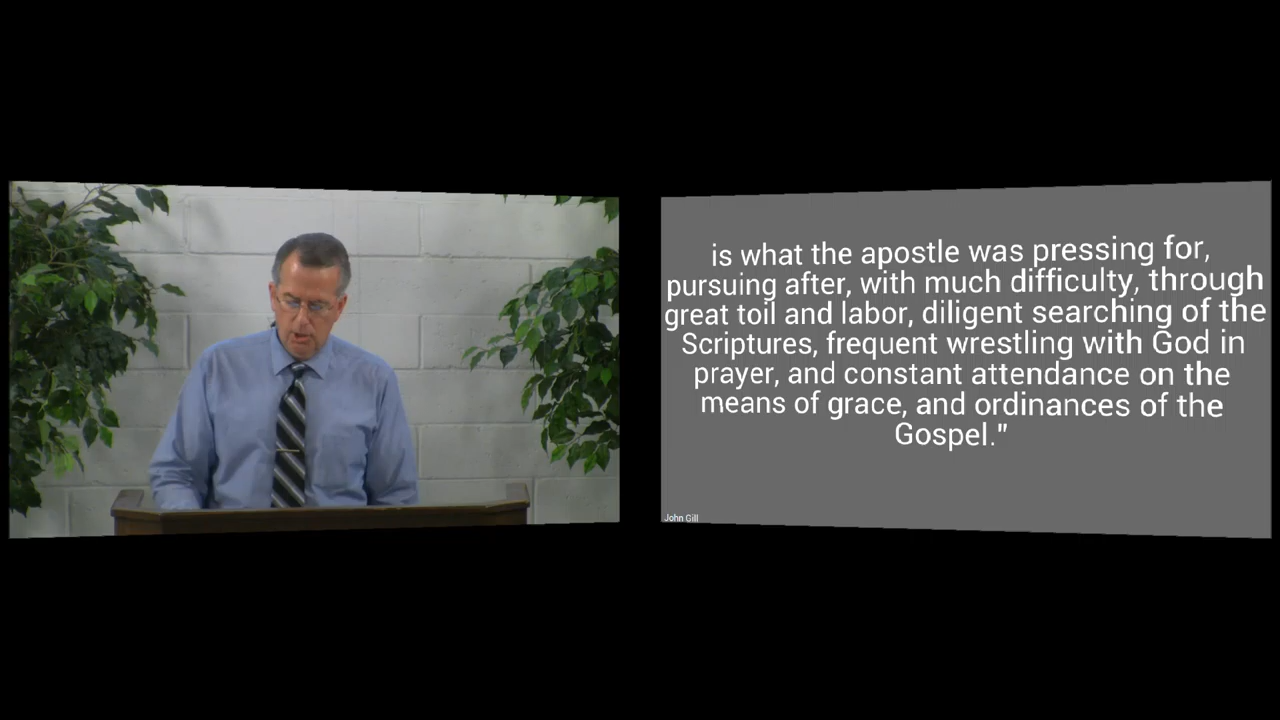 is what the apostle was pressing for,
pursuing after, with much difficulty, through
great toil and labor, diligent searching of the
Scriptures, frequent wrestling with God in
prayer, and constant attendance on the
means of grace, and ordinances of the
Gospel."
John Gill